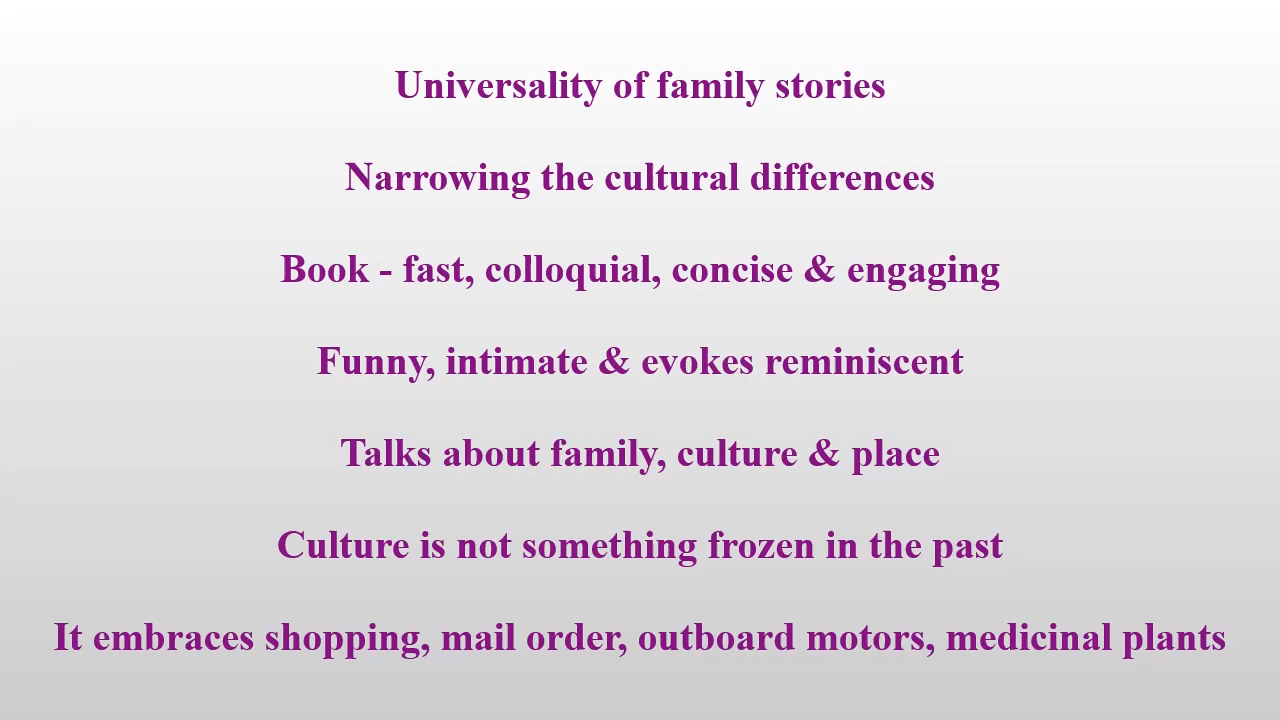 Universality of family stories
Narrowing the cultural differences
Book - fast, colloquial, concise & engaging
Funny, intimate & evokes reminiscent
Talks about family, culture & place
Culture is not something frozen in the past
It embraces shopping, mail order, outboard motors, medicinal plants